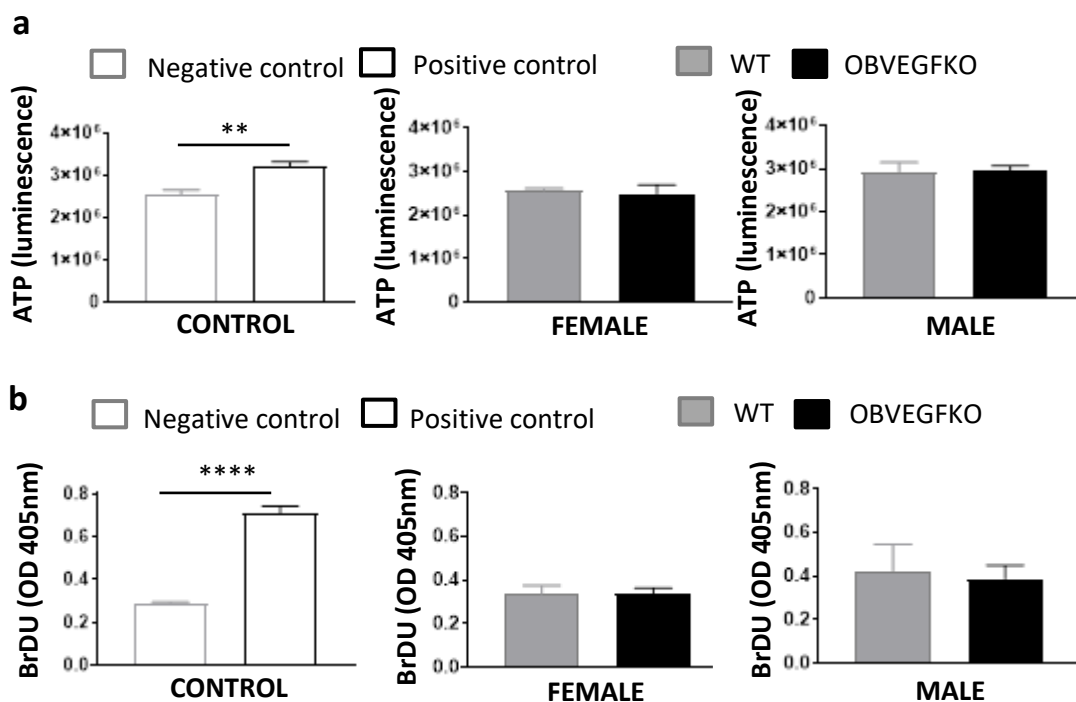 a
Negative control Positive control WT OBVEGFKO
ATP (luminescence)
4×10⁶
3×10⁶
2×10⁶
1×10⁶
0
**
CONTROL
ATP (luminescence)
4×10⁶
3×10⁶
2×10⁶
1×10⁶
0
FEMALE
ATP (luminescence)
4×10⁶
3×10⁶
2×10⁶
1×10⁶
0
MALE
b
Negative control Positive control WT OBVEGFKO
BrDU (OD 405nm)
0.8
0.6
0.4
0.2
0.0
****
CONTROL
BrDU (OD 405nm)
0.8
0.6
0.4
0.2
0.0
FEMALE
BrDU (OD 405nm)
0.8
0.6
0.4
0.2
0.0
MALE